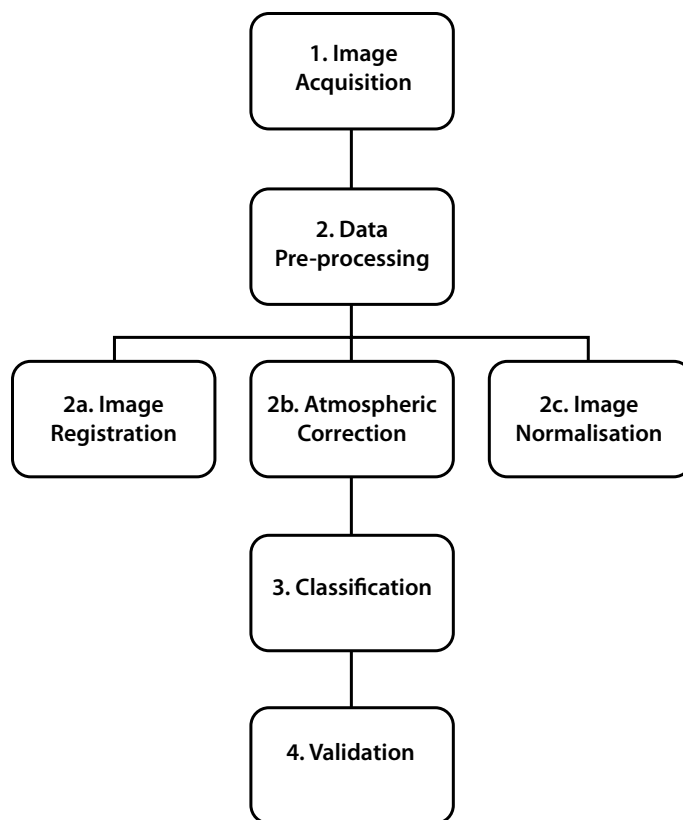 1. Image
Acquisition
2. Data
Pre-processing
2a. Image
Registration
2b. Atmospheric
Correction
2c. Image
Normalisation
3. Classification
4. Validation